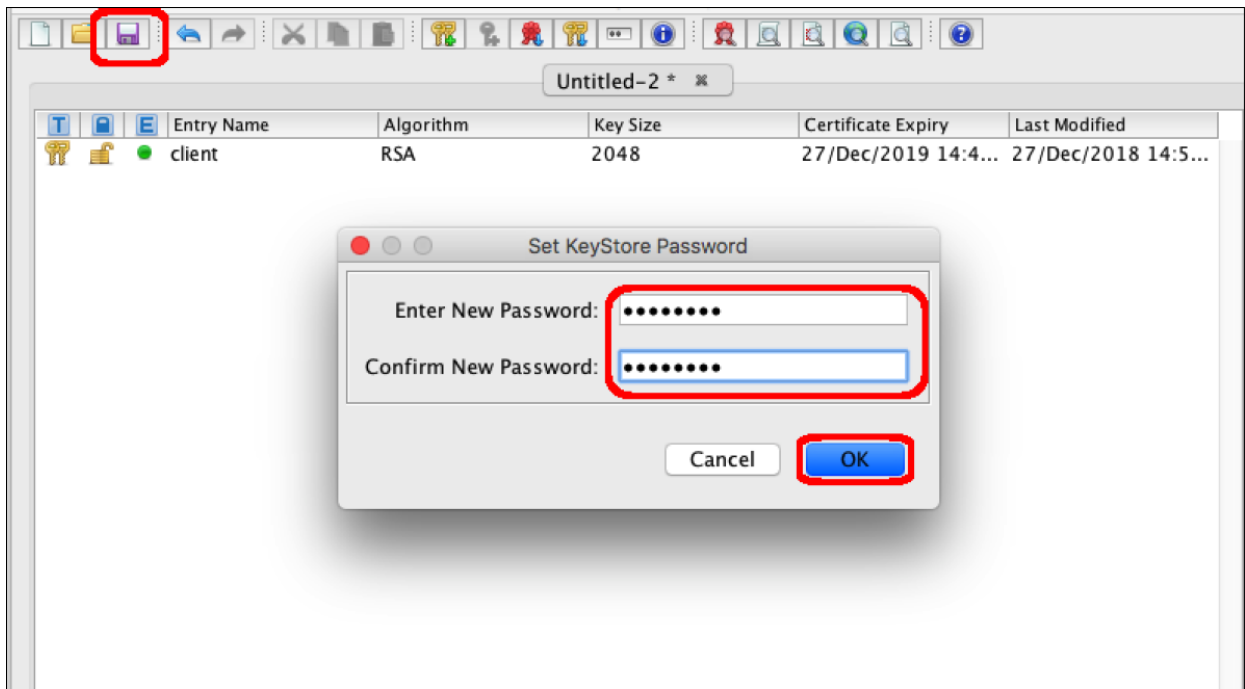 Untitled-2 *
T E Entry Name Algorithm Key Size Certificate Expiry Last Modified
client RSA 2048 27/Dec/2019 14:4... 27/Dec/2018 14:5...
Set KeyStore Password
Enter New Password: ••••••••
Confirm New Password: ••••••••
Cancel OK